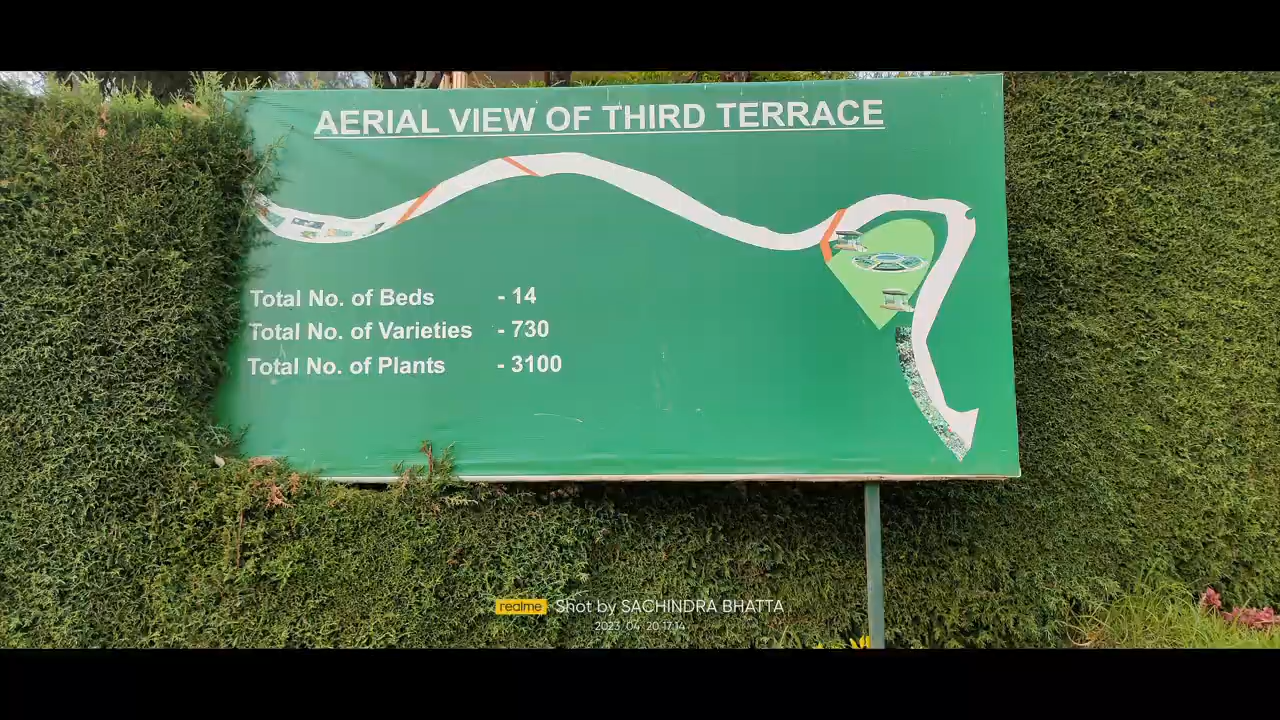 AERIAL VIEW OF THIRD TERRACE
Total No. of Beds - 14
Total No. of Varieties - 730
Total No. of Plants - 3100
realme Shot by SACHINDRA BHATTA
2023.04.20 17:14